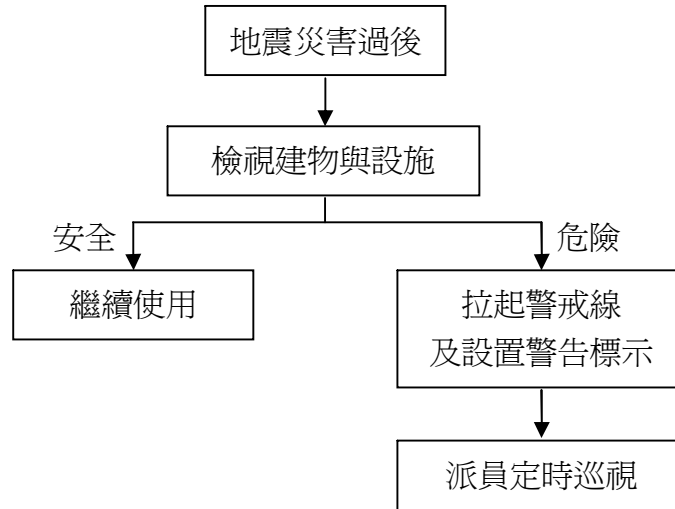 地震災害過後
檢視建物與設施
安全
危險
繼續使用
拉起警戒線
及設置警告標示
派員定時巡視